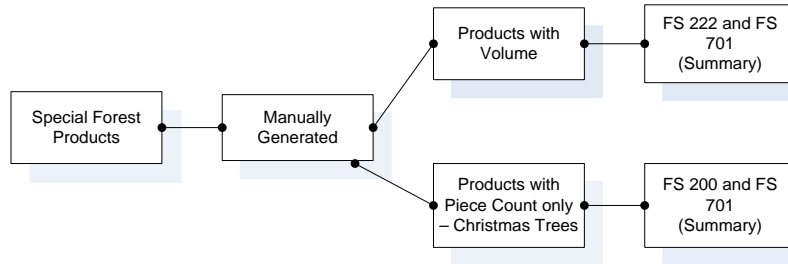 Special Forest
Products
Manually
Generated
Products with
Volume
FS 222 and FS
701
(Summary)
Products with
Piece Count only
– Christmas Trees
FS 200 and FS
701
(Summary)